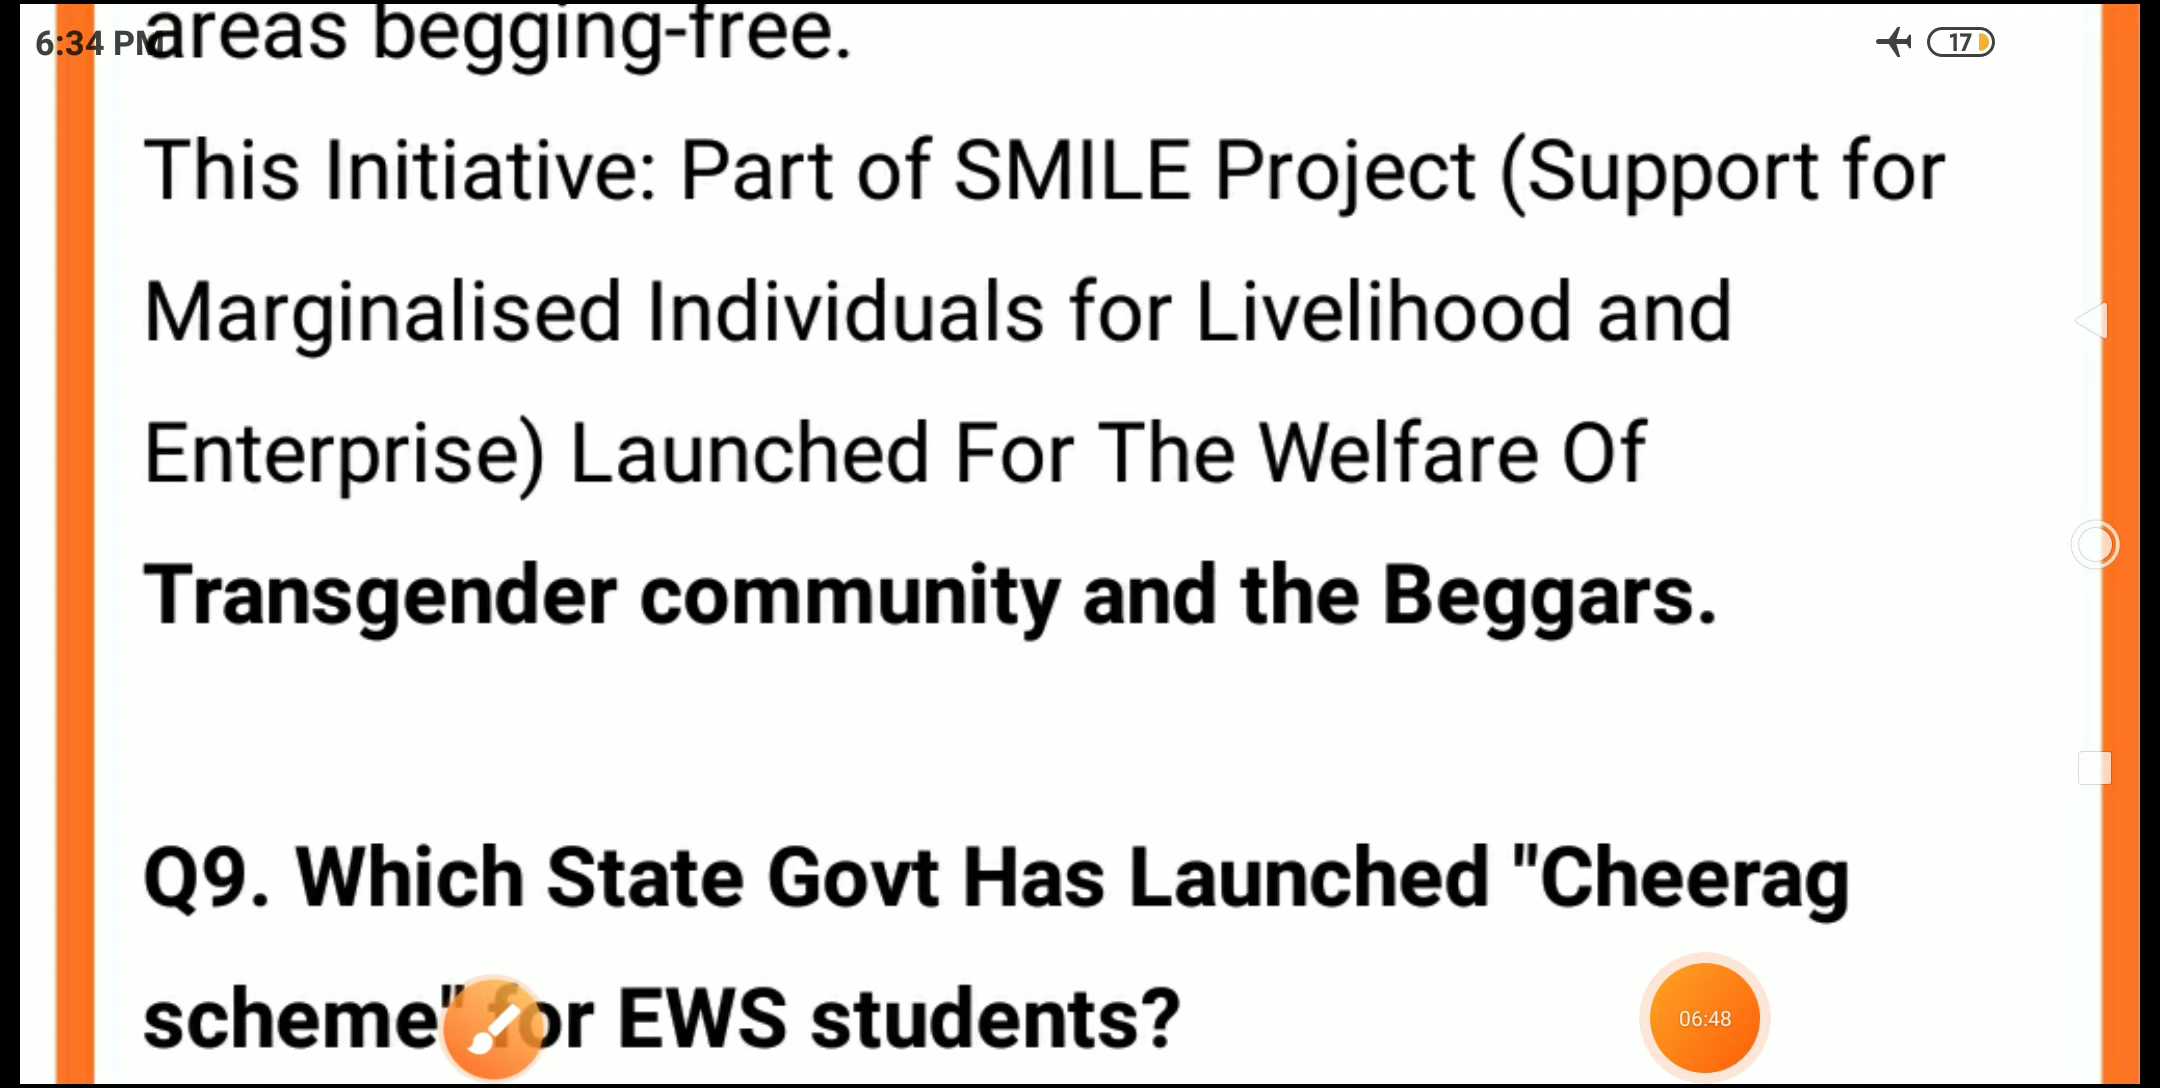 areas begging-free.
6:34 PM
17
This Initiative: Part of SMILE Project (Support for
Marginalised Individuals for Livelihood and
Enterprise) Launched For The Welfare Of
Transgender community and the Beggars.
Q9. Which State Govt Has Launched "Cheerag
scheme" for EWS students?
06:48